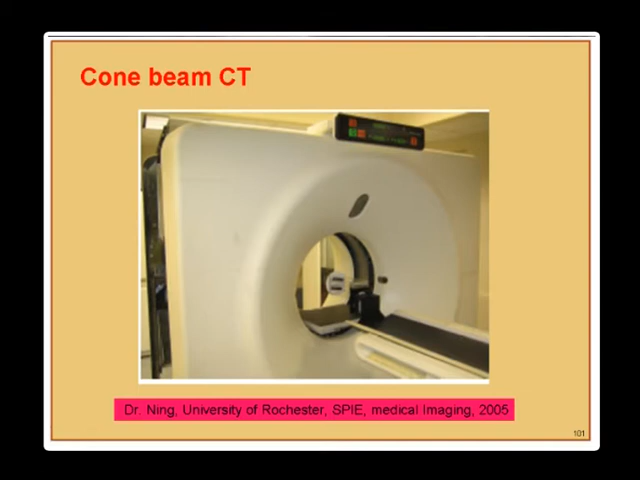 Cone beam CT
Dr. Ning, University of Rochester, SPIE, medical Imaging, 2005
101